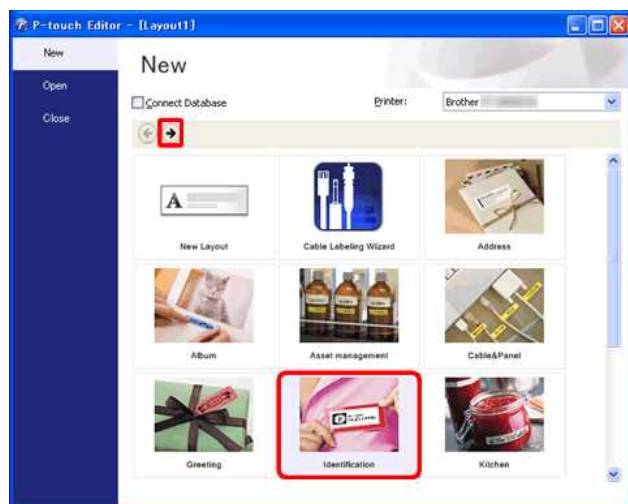 P-touch Editor - [Layout1]
New
Open
Close
New
Connect Database
Printer:
Brother
New Layout
Cable Labeling Wizard
Address
Album
Asset management
Cable&Panel
Greeting
Identification
Kitchen